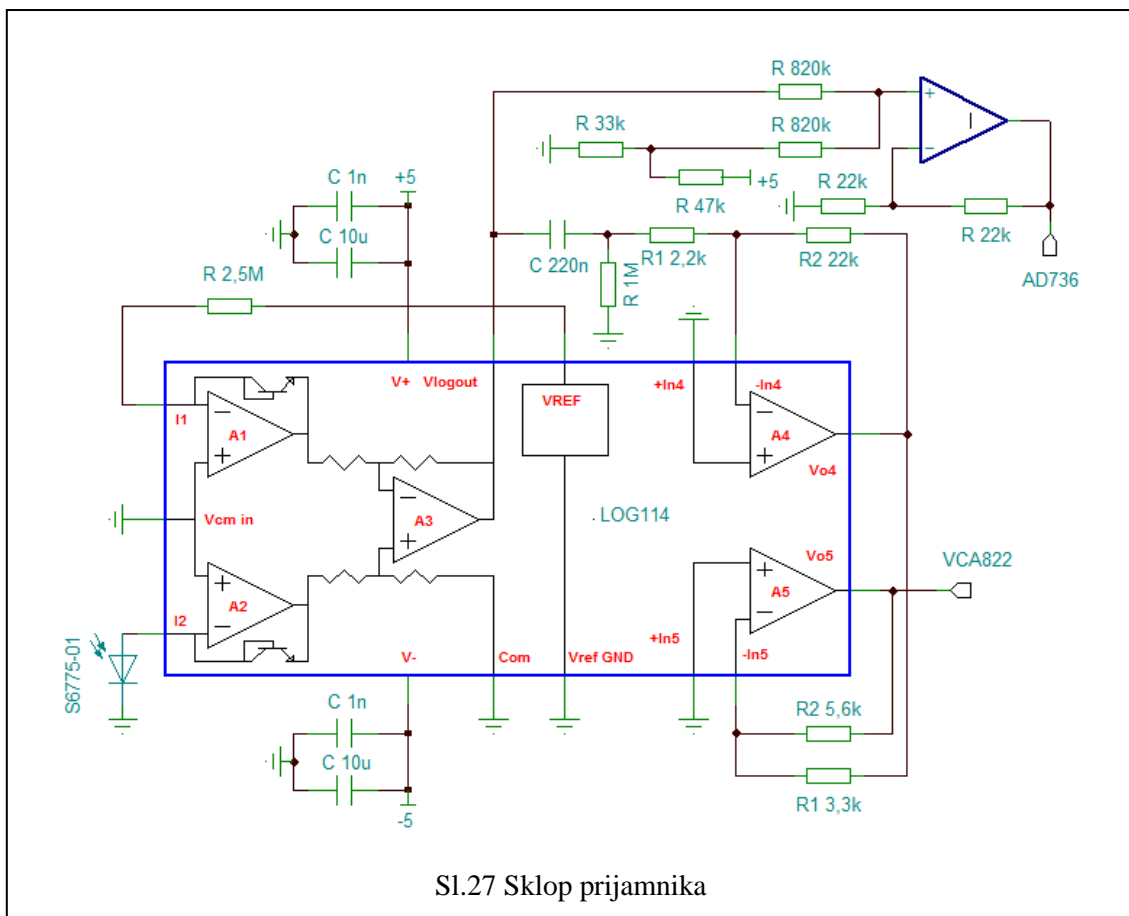 R 820k
R 33k
R 820k
+
−
C 1n
+5
+5
R 22k
R 47k
C 10u
R 22k
C 220n
R1 2,2k
R2 22k
R 1M
AD736
R 2,5M
V+
Vlogout
+In4
-In4
I1
−
A1
+
VREF
−
A4
+
Vo4
−
A3
+
Vcm in
.LOG114
+
A2
−
I2
Vo5
VCA822
+
A5
−
+In5
-In5
V-
Com
Vref GND
S6775-01
C 1n
C 10u
-5
R2 5,6k
R1 3,3k
Sl.27 Sklop prijamnika